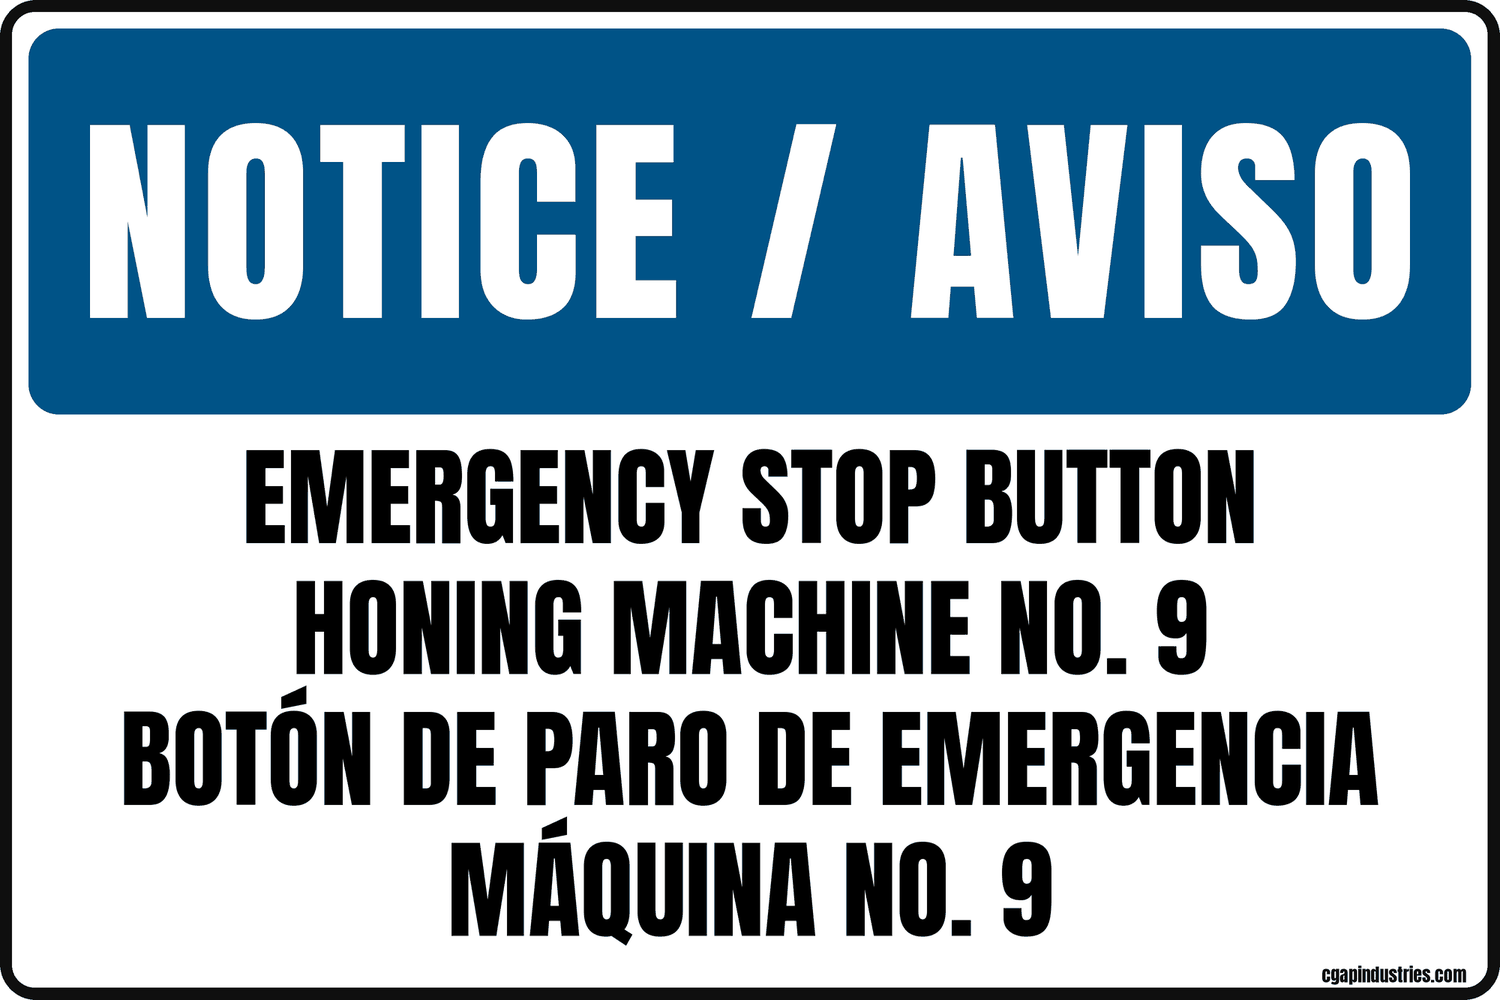 NOTICE / AVISO
EMERGENCY STOP BUTTON
HONING MACHINE NO. 9
BOTÓN DE PARO DE EMERGENCIA
MÁQUINA NO. 9
cgapindustries.com